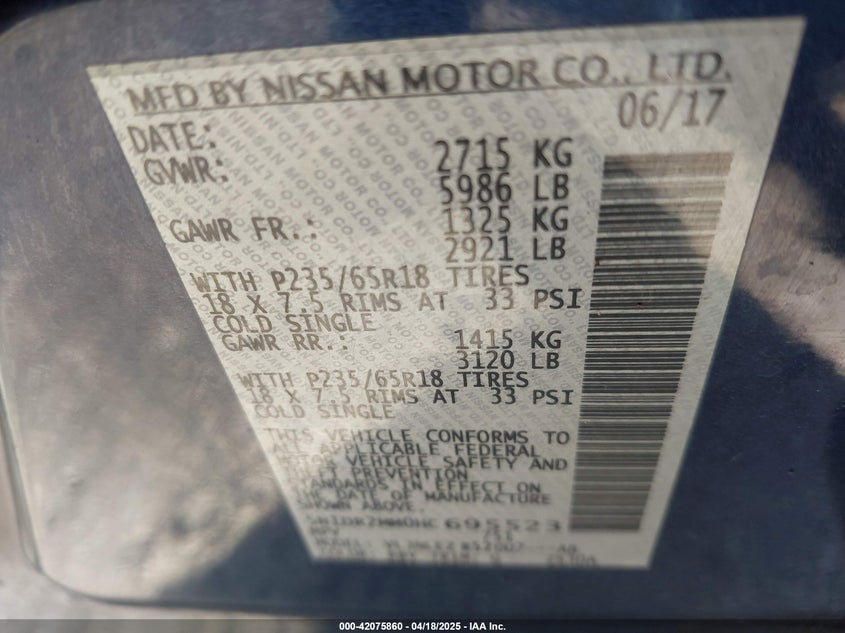 MFD BY NISSAN MOTOR CO., LTD.
DATE: 06/17
GVWR: 2715 KG
5986 LB
GAWR FR.: 1325 KG
2921 LB
WITH P235/65R18 TIRES
18 X 7.5 RIMS AT 33 PSI
COLD SINGLE
GAWR RR.: 1415 KG
3120 LB
WITH P235/65R18 TIRES
18 X 7.5 RIMS AT 33 PSI
COLD SINGLE
THIS VEHICLE CONFORMS TO
ALL APPLICABLE FEDERAL
VEHICLE SAFETY AND
THEFT PREVENTION
STANDARDS IN EFFECT ON
THE DATE OF MANUFACTURE
SHOWN ABOVE.
5N1DR2MM0HC695523
MPV
MODEL:
000-42075860 - 04/18/2025 - IAA Inc.